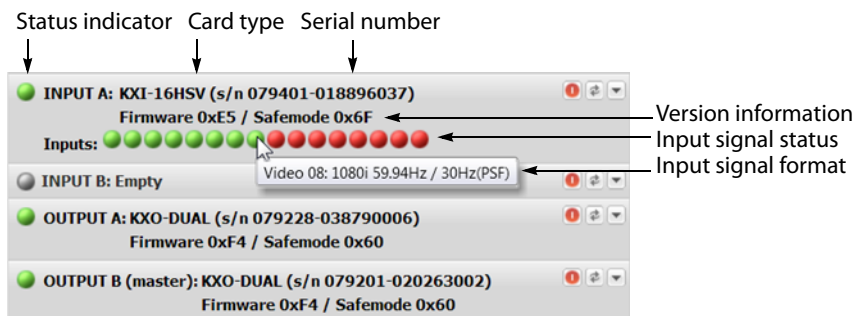 Status indicator Card type Serial number
INPUT A: KXI-16HSV (s/n 079401-018896037)
Firmware 0xE5 / Safemode 0x6F
Version information
Inputs:
Input signal status
Video 08: 1080i 59.94Hz / 30Hz(PSF)
Input signal format
INPUT B: Empty
OUTPUT A: KXO-DUAL (s/n 079228-038790006)
Firmware 0xF4 / Safemode 0x60
OUTPUT B (master): KXO-DUAL (s/n 079201-020263002)
Firmware 0xF4 / Safemode 0x60